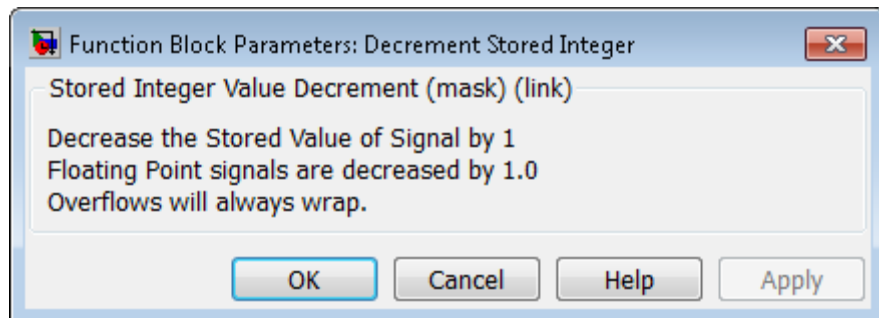 Function Block Parameters: Decrement Stored Integer
Stored Integer Value Decrement (mask) (link)
Decrease the Stored Value of Signal by 1
Floating Point signals are decreased by 1.0
Overflows will always wrap.
OK Cancel Help Apply